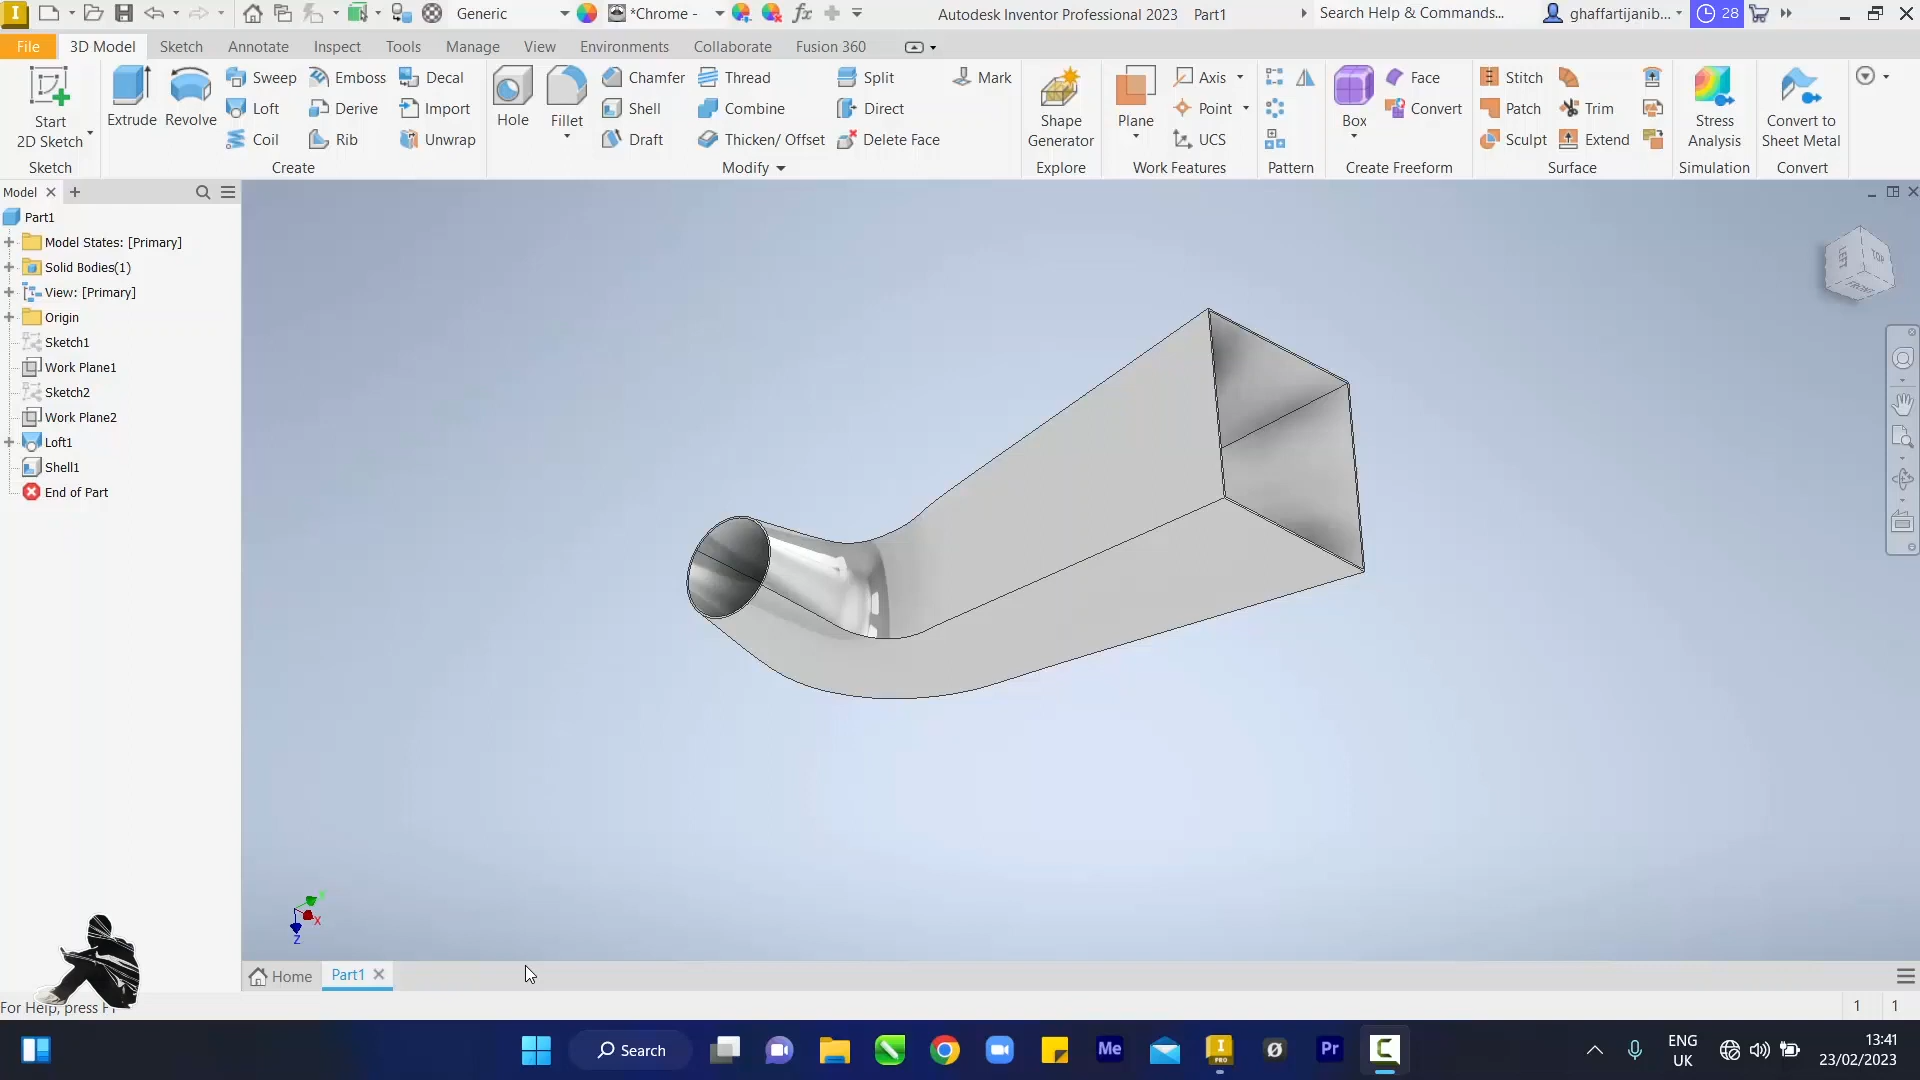 Generic *Chrome - Autodesk Inventor Professional 2023 Part1 Search Help & Commands... ghaffartijanib... 28
File 3D Model Sketch Annotate Inspect Tools Manage View Environments Collaborate Fusion 360
Start
2D Sketch
Extrude Revolve
Sweep Emboss Decal
Loft Derive Import
Coil Rib Unwrap
Hole Fillet
Chamfer Thread Split Mark
Shell Combine Direct
Draft Thicken/ Offset Delete Face
Shape
Generator
Plane
Axis
Point
UCS
Box
Face
Convert
Stitch
Patch Trim
Sculpt Extend
Stress
Analysis
Convert to
Sheet Metal
Sketch Create Modify Explore Work Features Pattern Create Freeform Surface Simulation Convert
Model
Part1
Model States: [Primary]
Solid Bodies(1)
View: [Primary]
Origin
Sketch1
Work Plane1
Sketch2
Work Plane2
Loft1
Shell1
End of Part
LEFT TOP
FRONT
X
Z
Home Part1
For Help, press F1
1 1
Search
Me
PRO
Pr
ENG
UK
13:41
23/02/2023